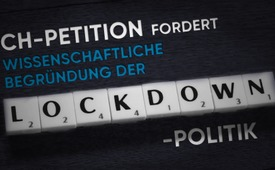 CH-PETITION FORDERT
WISSENSCHAFTLICHE
BEGRÜNDUNG DER
LOCKDOWN
-POLITIK